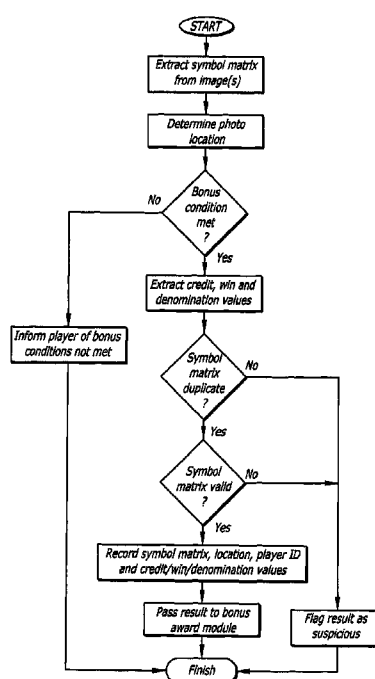 START
Extract symbol matrix
from image(s)
Determine photo
location
Bonus
condition
met
?
No
Yes
Extract credit, win and
denomination values
Inform player of bonus
conditions not met
Symbol
matrix
duplicate
?
No
Yes
Symbol
matrix valid
?
No
Yes
Record symbol matrix, location, player ID
and credit/win/denomination values
Pass result to bonus
award module
Flag result as
suspicious
Finish